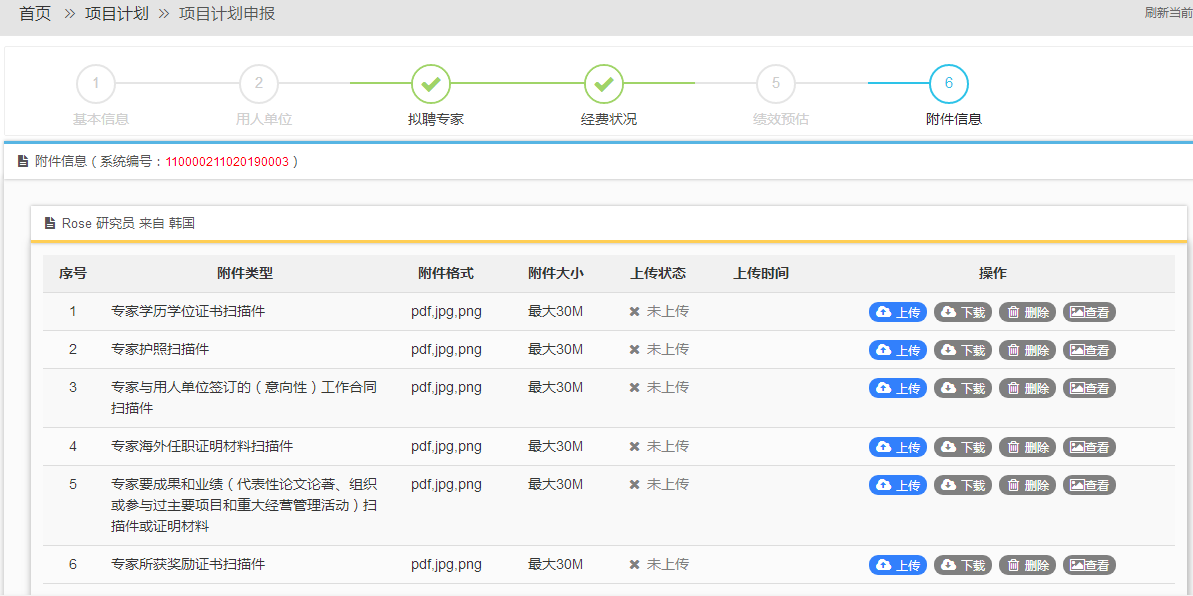 首页 » 项目计划 » 项目计划申报
刷新当前
1 2 5 6
基本信息 用人单位 拟聘专家 经费状况 绩效预估 附件信息
附件信息 ( 系统编号：110000211020190003 )
Rose 研究员 来自 韩国
序号 附件类型 附件格式 附件大小 上传状态 上传时间 操作
1 专家学历学位证书扫描件 pdf,jpg,png 最大30M 未上传 上传 下载 删除 查看
2 专家护照扫描件 pdf,jpg,png 最大30M 未上传 上传 下载 删除 查看
3 专家与用人单位签订的（意向性）工作合同 pdf,jpg,png 最大30M 未上传 上传 下载 删除 查看
扫描件
4 专家海外任职证明材料扫描件 pdf,jpg,png 最大30M 未上传 上传 下载 删除 查看
5 专家要成果和业绩（代表性论文论著、组织 pdf,jpg,png 最大30M 未上传 上传 下载 删除 查看
或参与过主要项目和重大经营管理活动）扫
描件或证明材料
6 专家所获奖励证书扫描件 pdf,jpg,png 最大30M 未上传 上传 下载 删除 查看